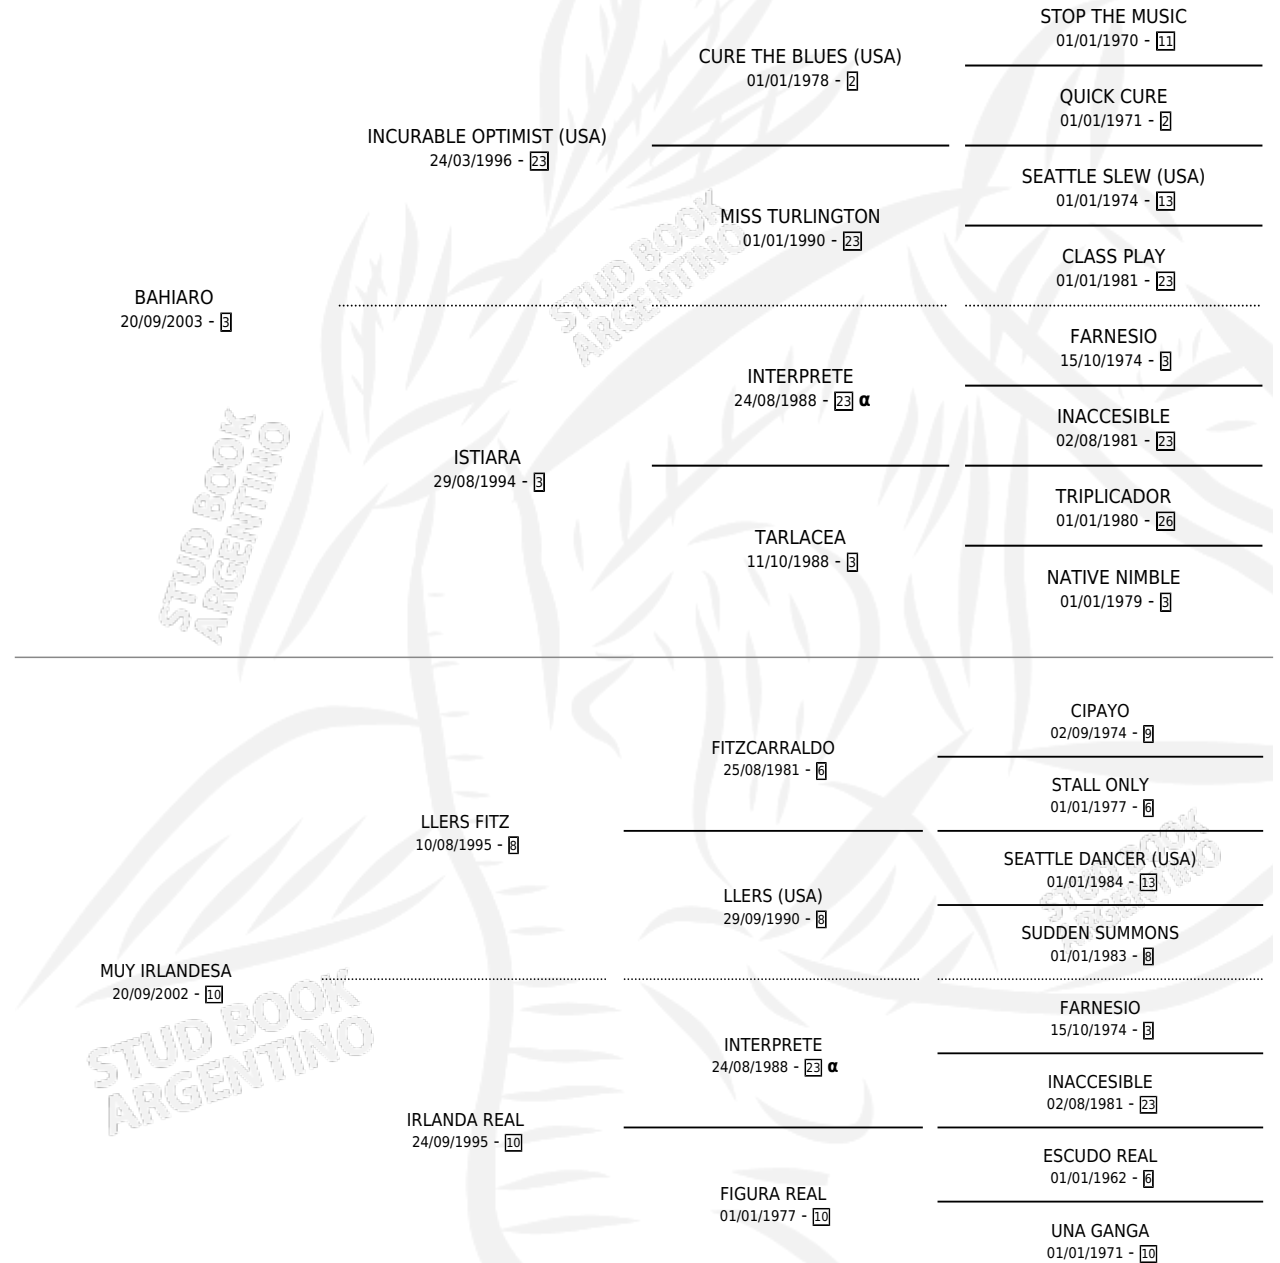 STOP THE MUSIC
01/01/1970 - 11
CURE THE BLUES (USA)
01/01/1978 - 2
QUICK CURE
01/01/1971 - 2
INCURABLE OPTIMIST (USA)
24/03/1996 - 23
SEATTLE SLEW (USA)
01/01/1974 - 13
MISS TURLINGTON
01/01/1990 - 23
CLASS PLAY
01/01/1981 - 23
STUD BOOK
ARGENTINO
BAHIARO
20/09/2003 - 3
FARNESIO
15/10/1974 - 3
INTERPRETE
24/08/1988 - 23 α
INACCESIBLE
02/08/1981 - 23
ISTIARA
29/08/1994 - 3
TRIPLICADOR
01/01/1980 - 26
TARLACEA
11/10/1988 - 3
NATIVE NIMBLE
01/01/1979 - 3
STUD BOOK
ARGENTINO
CIPAYO
02/09/1974 - 9
FITZCARRALDO
25/08/1981 - 6
STALL ONLY
01/01/1977 - 6
LLERS FITZ
10/08/1995 - 8
SEATTLE DANCER (USA)
01/01/1984 - 13
LLERS (USA)
29/09/1990 - 8
SUDDEN SUMMONS
01/01/1983 - 8
STUD BOOK
ARGENTINO
MUY IRLANDESA
20/09/2002 - 10
FARNESIO
15/10/1974 - 3
INTERPRETE
24/08/1988 - 23 α
INACCESIBLE
02/08/1981 - 23
STUD BOOK
ARGENTINO
IRLANDA REAL
24/09/1995 - 10
ESCUDO REAL
01/01/1962 - 6
FIGURA REAL
01/01/1977 - 10
UNA GANGA
01/01/1971 - 10